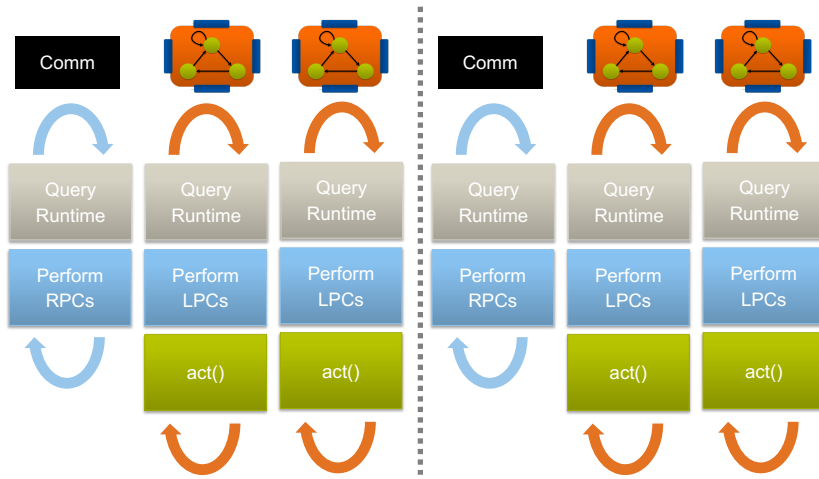 Comm
Comm
Query
Runtime
Query
Runtime
Query
Runtime
Query
Runtime
Query
Runtime
Query
Runtime
Perform
RPCs
Perform
LPCs
Perform
LPCs
Perform
RPCs
Perform
LPCs
Perform
LPCs
act()
act()
act()
act()